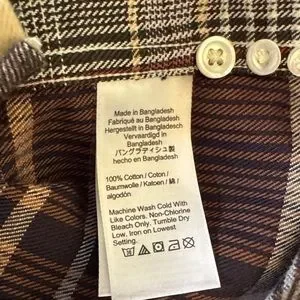 Made in Bangladesh
Fabriqué au Bangladesh
Hergestellt in Bangladesch
Vervaardigd in
Bangladesh
バングラディシュ製
hecho en Bangladesh
100% Cotton / Coton /
Baumwolle / Katoen / 綿 /
algodón
Machine Wash Cold With
Like Colors. Non-Chlorine
Bleach Only. Tumble Dry
Low. Iron on Lowest
Setting.